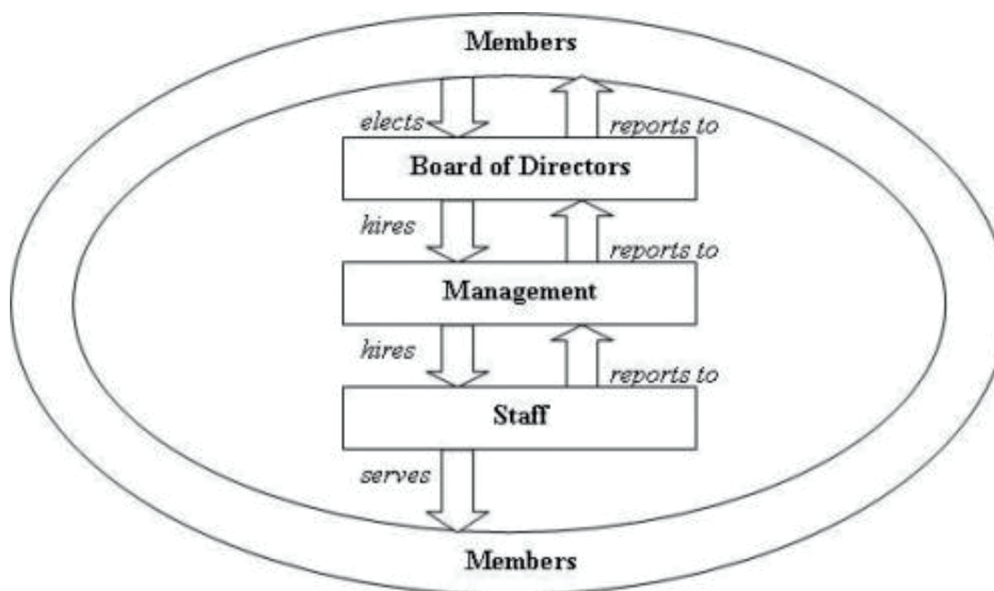 Members
elects
reports to
Board of Directors
hires
reports to
Management
hires
reports to
Staff
serves
Members